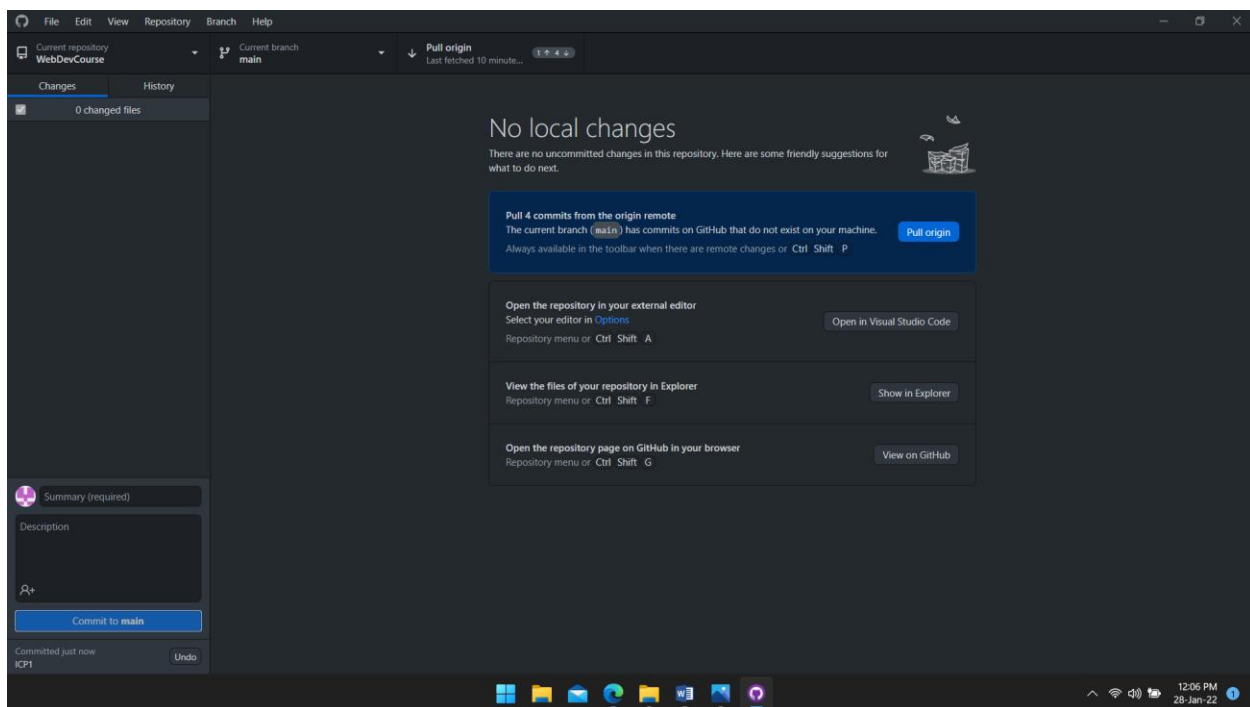 File Edit View Repository Branch Help
Current repository
WebDevCourse
Current branch
main
Pull origin
Last fetched 10 minute...
1↑ 4↓
Changes History
0 changed files
No local changes
There are no uncommitted changes in this repository. Here are some friendly suggestions for
what to do next.
Pull 4 commits from the origin remote
The current branch (main) has commits on GitHub that do not exist on your machine.
Always available in the toolbar when there are remote changes or Ctrl Shift P
Pull origin
Open the repository in your external editor
Select your editor in Options
Repository menu or Ctrl Shift A
Open in Visual Studio Code
View the files of your repository in Explorer
Repository menu or Ctrl Shift F
Show in Explorer
Open the repository page on GitHub in your browser
Repository menu or Ctrl Shift G
View on GitHub
Summary (required)
Description
Commit to main
Committed just now
ICP1
Undo
12:06 PM
28-Jan-22
1